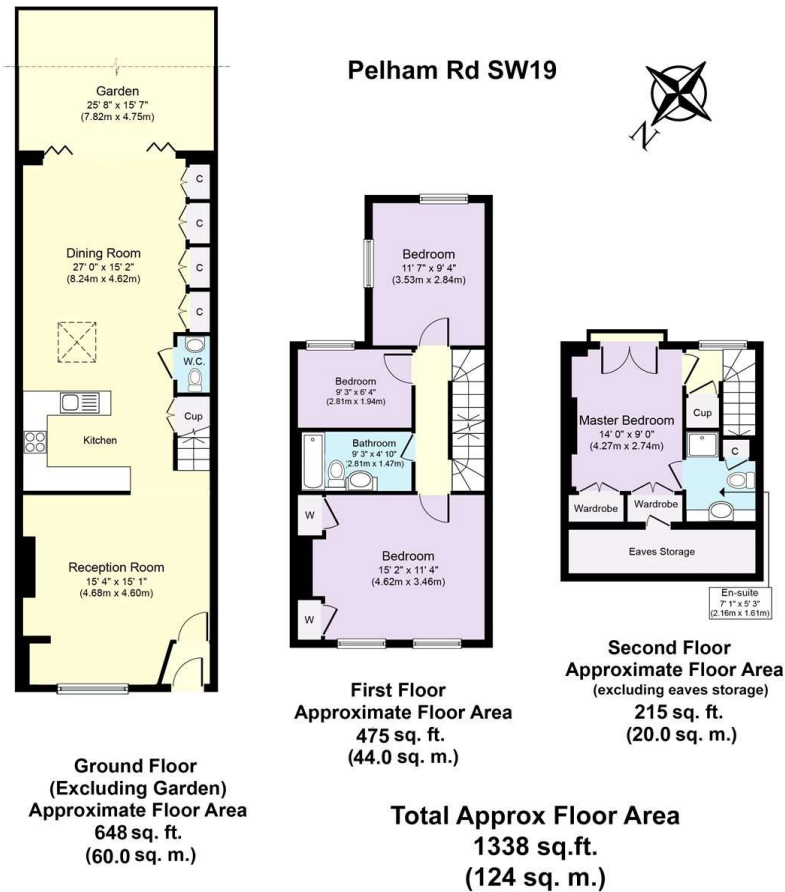 Pelham Rd SW19
N
Garden
25' 8" x 15' 7"
(7.82m x 4.75m)
C
C
Dining Room
27' 0" x 15' 2"
(8.24m x 4.62m)
C
C
W.C.
Cup
Kitchen
Reception Room
15' 4" x 15' 1"
(4.68m x 4.60m)
Ground Floor
(Excluding Garden)
Approximate Floor Area
648 sq. ft.
(60.0 sq. m.)
Bedroom
11' 7" x 9' 4"
(3.53m x 2.84m)
Bedroom
9' 3" x 6' 4"
(2.81m x 1.94m)
Bathroom
9' 3" x 4' 10"
(2.81m x 1.47m)
W
Bedroom
15' 2" x 11' 4"
(4.62m x 3.46m)
W
First Floor
Approximate Floor Area
475 sq. ft.
(44.0 sq. m.)
Master Bedroom
14' 0" x 9' 0"
(4.27m x 2.74m)
Cup
C
Wardrobe
Wardrobe
Eaves Storage
En-suite
7' 1" x 5' 3"
(2.16m x 1.61m)
Second Floor
Approximate Floor Area
(excluding eaves storage)
215 sq. ft.
(20.0 sq. m.)
Total Approx Floor Area
1338 sq.ft.
(124 sq. m.)